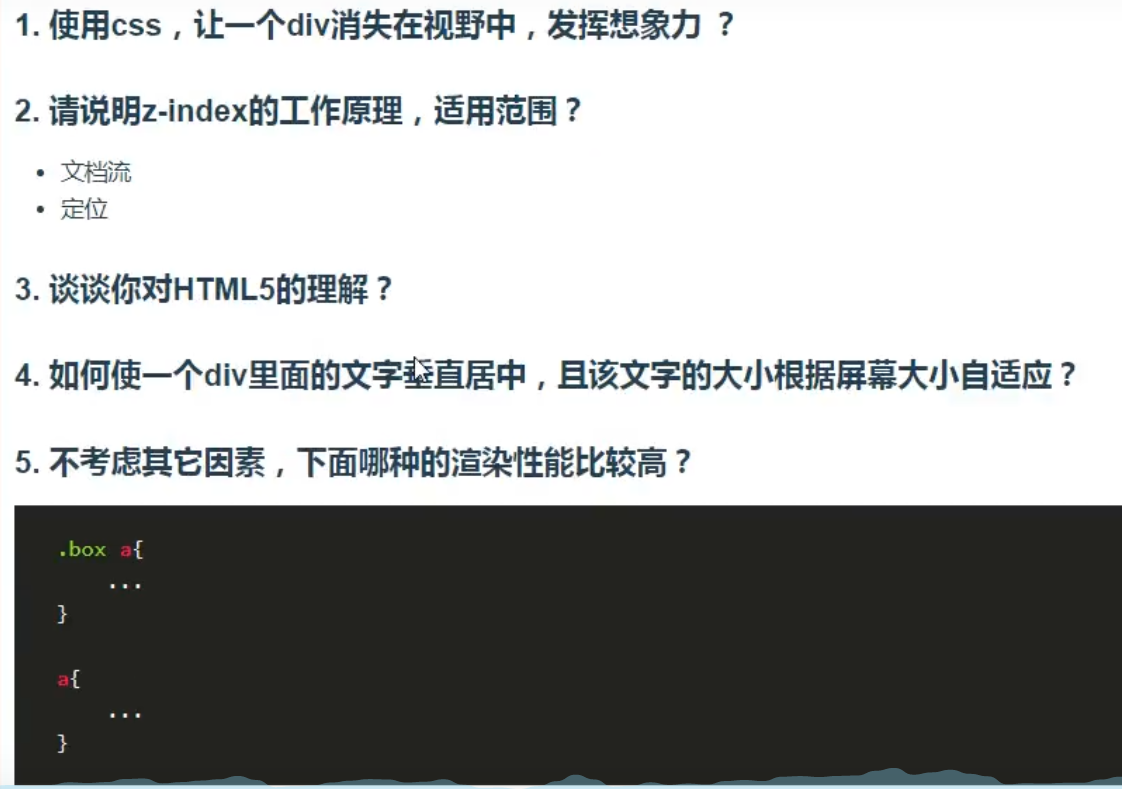 1. 使用css，让一个div消失在视野中，发挥想象力 ？
2. 请说明z-index的工作原理，适用范围？
• 文档流
• 定位
3. 谈谈你对HTML5的理解？
4. 如何使一个div里面的文字垂直居中，且该文字的大小根据屏幕大小自适应？
5. 不考虑其它因素，下面哪种的渲染性能比较高？
.box a{
...
}
a{
...
}